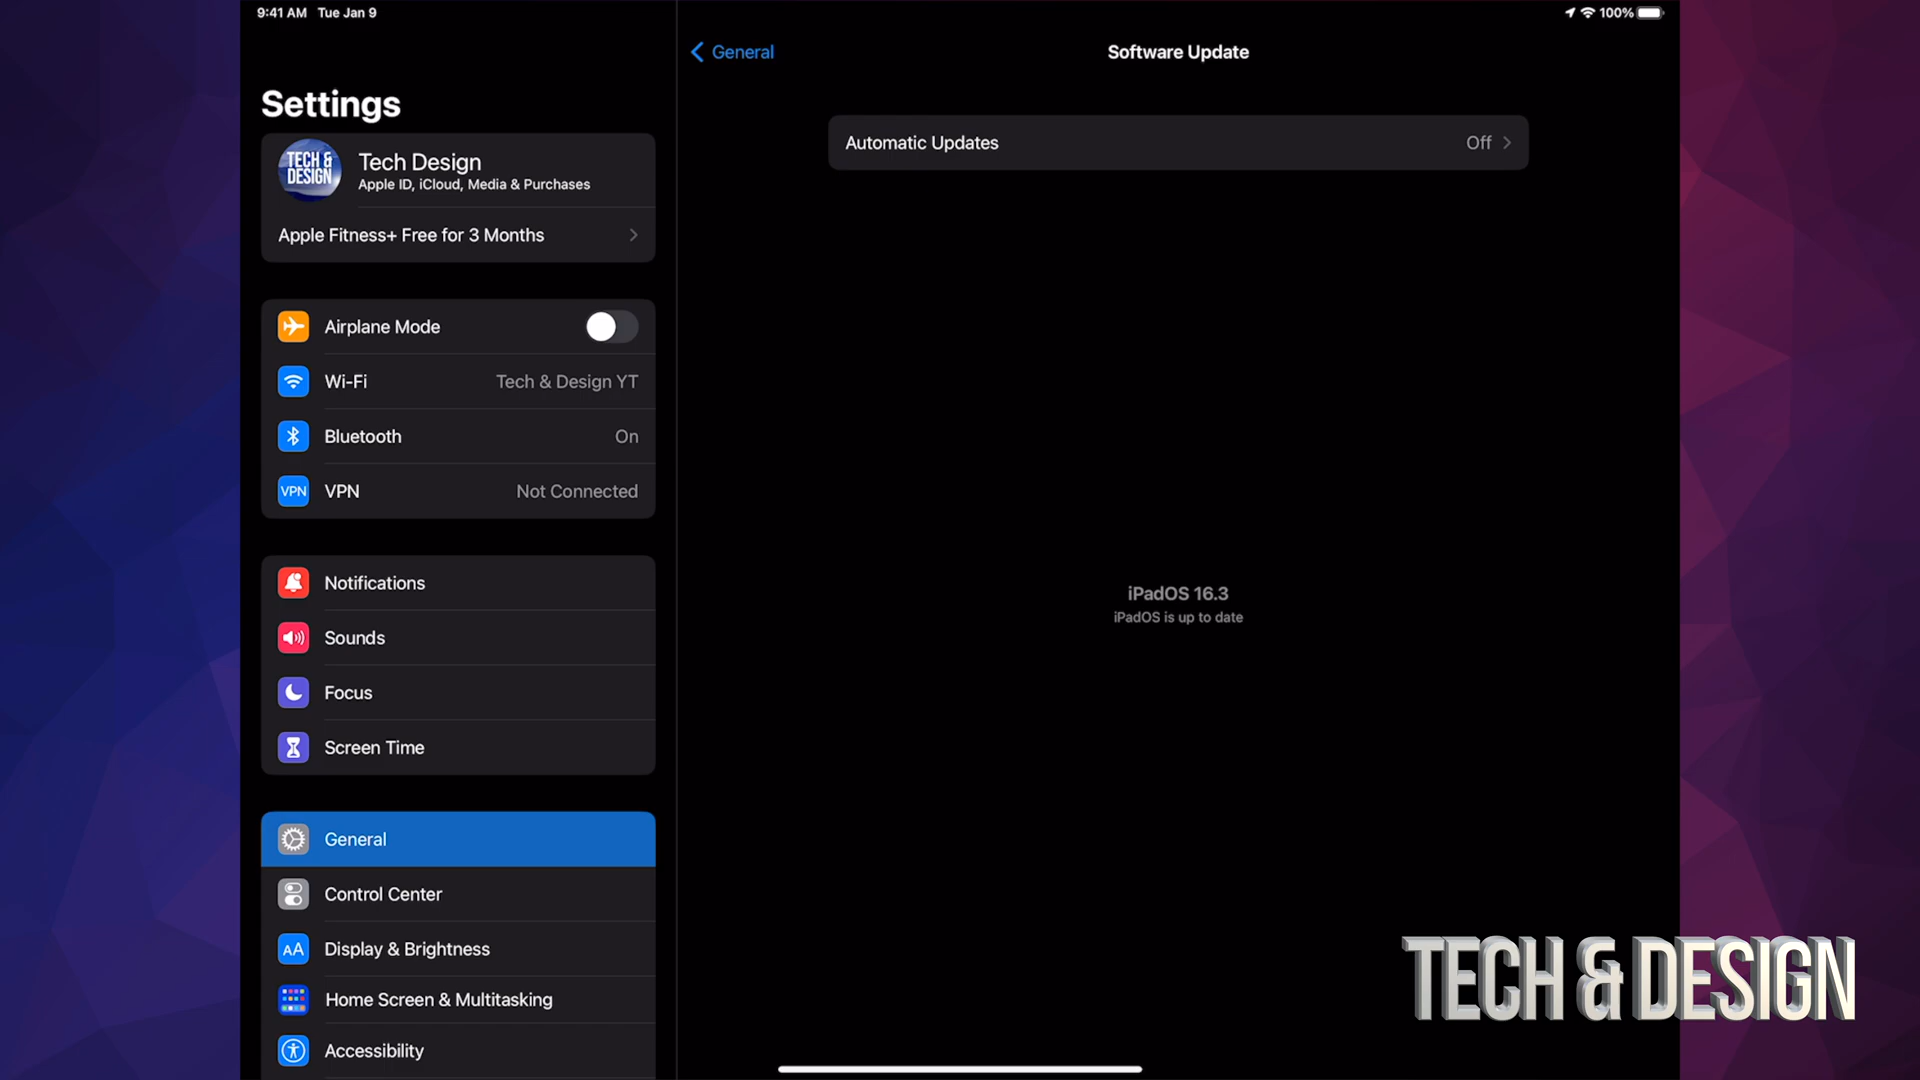 9:41 AM Tue Jan 9
100%
Settings
TECH &
DESIGN
Tech Design
Apple ID, iCloud, Media & Purchases
Apple Fitness+ Free for 3 Months
Airplane Mode
Wi-Fi Tech & Design YT
Bluetooth On
VPN VPN Not Connected
Notifications
Sounds
Focus
Screen Time
General
Control Center
AA Display & Brightness
Home Screen & Multitasking
Accessibility
General
Software Update
Automatic Updates Off
iPadOS 16.3
iPadOS is up to date
TECH & DESIGN